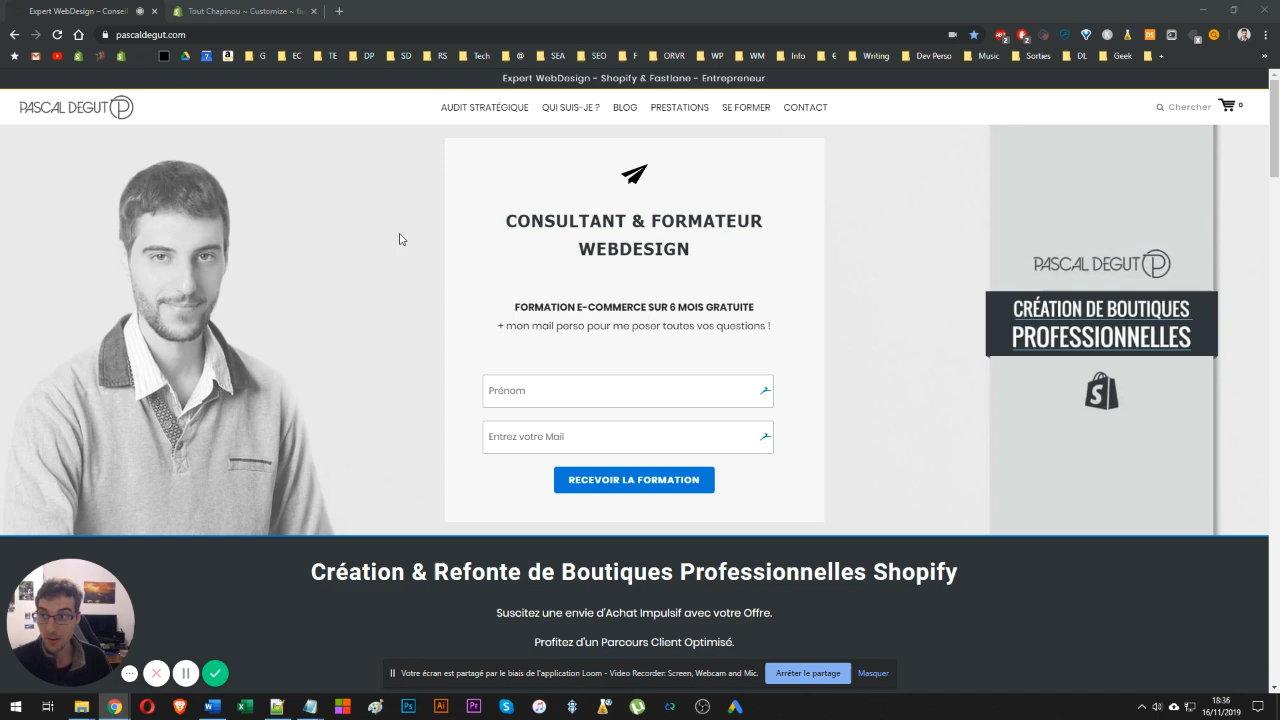 Expert WebDesign – Conseil
Tout Chapinou ~ Customize ~ Ex
pascaldegut.com
G
EC
TE
DP
SD
RS
Tech
@
SEA
SEO
F
ORVR
WP
WM
Info
€
Writing
Dev Perso
Music
Sorties
DL
Geek
+
Expert WebDesign - Shopify & Fastlane - Entrepreneur
PASCAL DEGUT
AUDIT STRATÉGIQUE
QUI SUIS-JE ?
BLOG
PRESTATIONS
SE FORMER
CONTACT
Chercher
0
CONSULTANT & FORMATEUR
WEBDESIGN
FORMATION E-COMMERCE SUR 6 MOIS GRATUITE
+ mon mail perso pour me poser toutes vos questions !
Prénom
Entrez votre Mail
RECEVOIR LA FORMATION
PASCAL DEGUT
CRÉATION DE BOUTIQUES
PROFESSIONNELLES
Création & Refonte de Boutiques Professionnelles Shopify
Suscitez une envie d'Achat Impulsif avec votre Offre.
Profitez d'un Parcours Client Optimisé.
Votre écran est partagé par le biais de l'application Loom – Video Recorder: Screen, Webcam and Mic.
Arrêter le partage
Masquer
18:36
16/11/2019